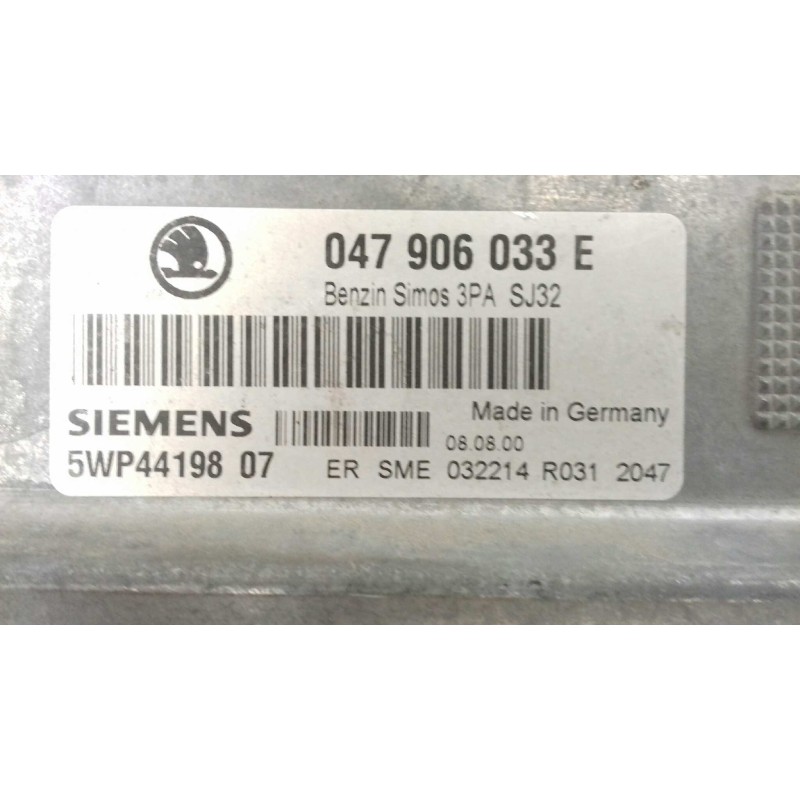 047 906 033 E
Benzin Simos 3PA SJ32
SIEMENS
Made in Germany
08.08.00
5WP44198 07 ER SME 032214 R031 2047